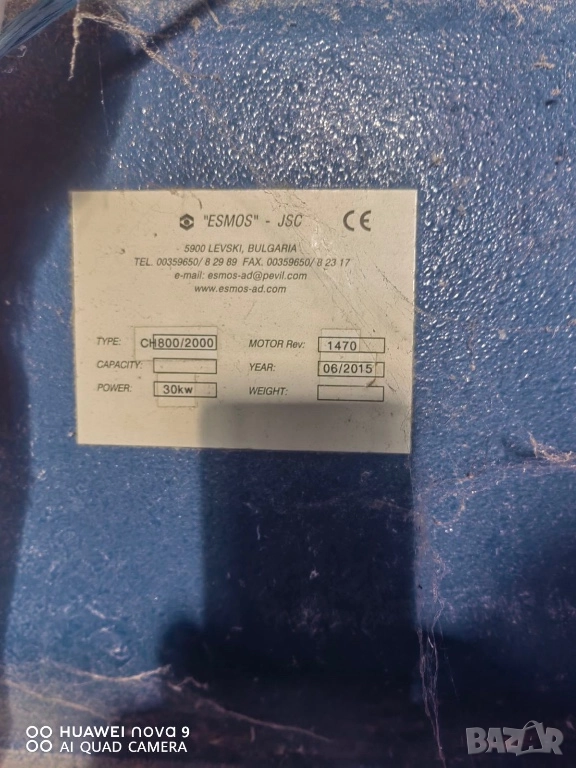 "ESMOS" - JSC CE
5900 LEVSKI, BULGARIA
TEL. 00359650/ 8 29 89 FAX. 00359650/ 8 23 17
e-mail: esmos-ad@pevil.com
www.esmos-ad.com
TYPE: CH800/2000 MOTOR Rev: 1470
CAPACITY: YEAR: 06/2015
POWER: 30kw WEIGHT:
HUAWEI nova 9
AI QUAD CAMERA
BAZAR